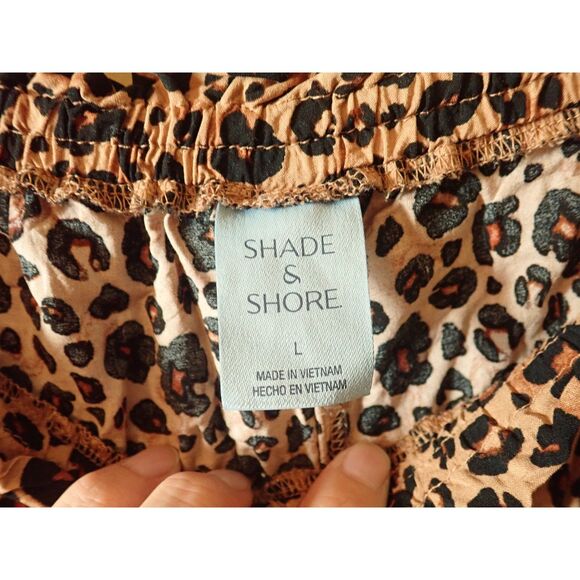 SHADE
&
SHORE.
L
MADE IN VIETNAM
HECHO EN VIETNAM